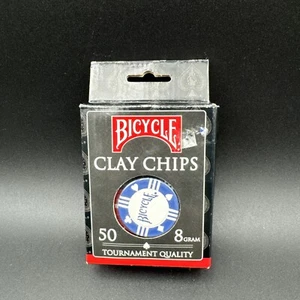 BICYCLE
CLAY CHIPS
BICYCLE
50 8 GRAM
TOURNAMENT QUALITY